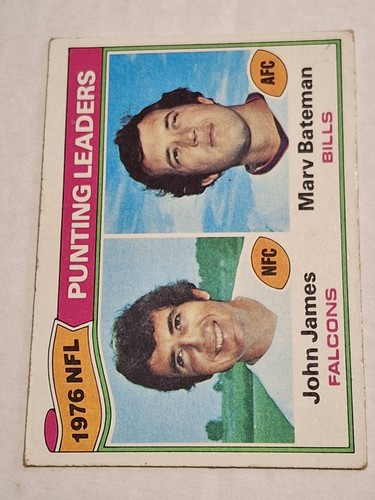 1976 NFL PUNTING LEADERS
NFC
AFC
John James
FALCONS
Marv Bateman
BILLS